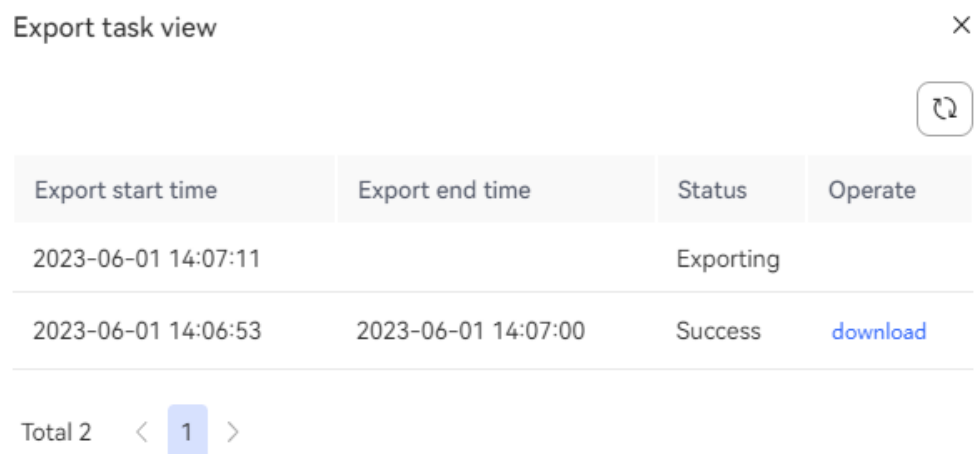 Export task view
Export start time Export end time Status Operate
2023-06-01 14:07:11 Exporting
2023-06-01 14:06:53 2023-06-01 14:07:00 Success download
Total 2 < 1 >